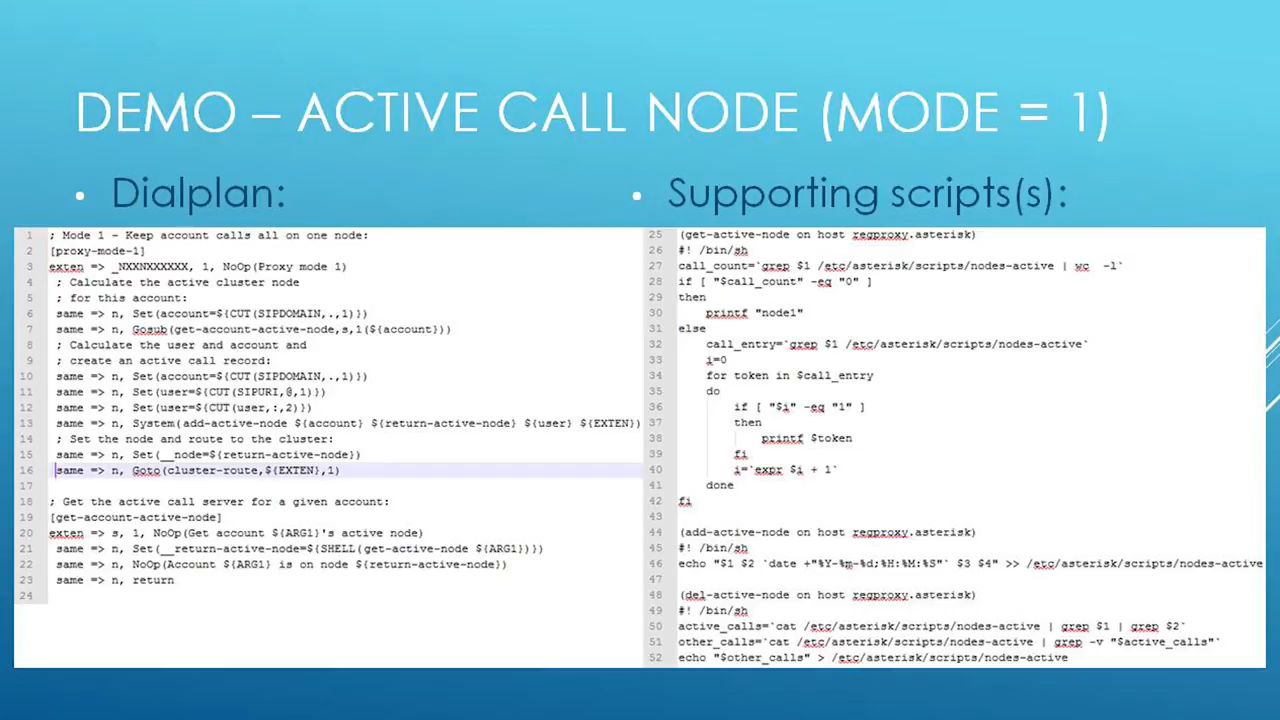 DEMO – ACTIVE CALL NODE (MODE = 1)
• Dialplan:
1 ; Mode 1 - Keep account calls all on one node:
2 [proxy-mode-1]
3 exten => _NXXNXXXXXX, 1, NoOp(Proxy mode 1)
4 ; Calculate the active cluster node
5 ; for this account:
6 same => n, Set(account=${CUT(SIPDOMAIN,.,1)})
7 same => n, Gosub(get-account-active-node,s,1(${account}))
8 ; Calculate the user and account and
9 ; create an active call record:
10 same => n, Set(account=${CUT(SIPDOMAIN,.,1)})
11 same => n, Set(user=${CUT(SIPURI,@,1)})
12 same => n, Set(user=${CUT(user,:,2)})
13 same => n, System(add-active-node ${account} ${return-active-node} ${user} ${EXTEN})
14 ; Set the node and route to the cluster:
15 same => n, Set(__node=${return-active-node})
16 same => n, Goto(cluster-route,${EXTEN},1)
17
18 ; Get the active call server for a given account:
19 [get-account-active-node]
20 exten => s, 1, NoOp(Get account ${ARG1}'s active node)
21 same => n, Set(__return-active-node=${SHELL(get-active-node ${ARG1})})
22 same => n, NoOp(Account ${ARG1} is on node ${return-active-node})
23 same => n, return
24
• Supporting scripts(s):
25 (get-active-node on host regproxy.asterisk)
26 #! /bin/sh
27 call_count=`grep $1 /etc/asterisk/scripts/nodes-active | wc -l`
28 if [ "$call_count" -eq "0" ]
29 then
30 printf "node1"
31 else
32 call_entry=`grep $1 /etc/asterisk/scripts/nodes-active`
33 i=0
34 for token in $call_entry
35 do
36 if [ "$i" -eq "1" ]
37 then
38 printf $token
39 fi
40 i=`expr $i + 1`
41 done
42 fi
43
44 (add-active-node on host regproxy.asterisk)
45 #! /bin/sh
46 echo "$1 $2 `date +"%Y-%m-%d;%H:%M:%S"` $3 $4" >> /etc/asterisk/scripts/nodes-active
47
48 (del-active-node on host regproxy.asterisk)
49 #! /bin/sh
50 active_calls=`cat /etc/asterisk/scripts/nodes-active | grep $1 | grep $2`
51 other_calls=`cat /etc/asterisk/scripts/nodes-active | grep -v "$active_calls"`
52 echo "$other_calls" > /etc/asterisk/scripts/nodes-active